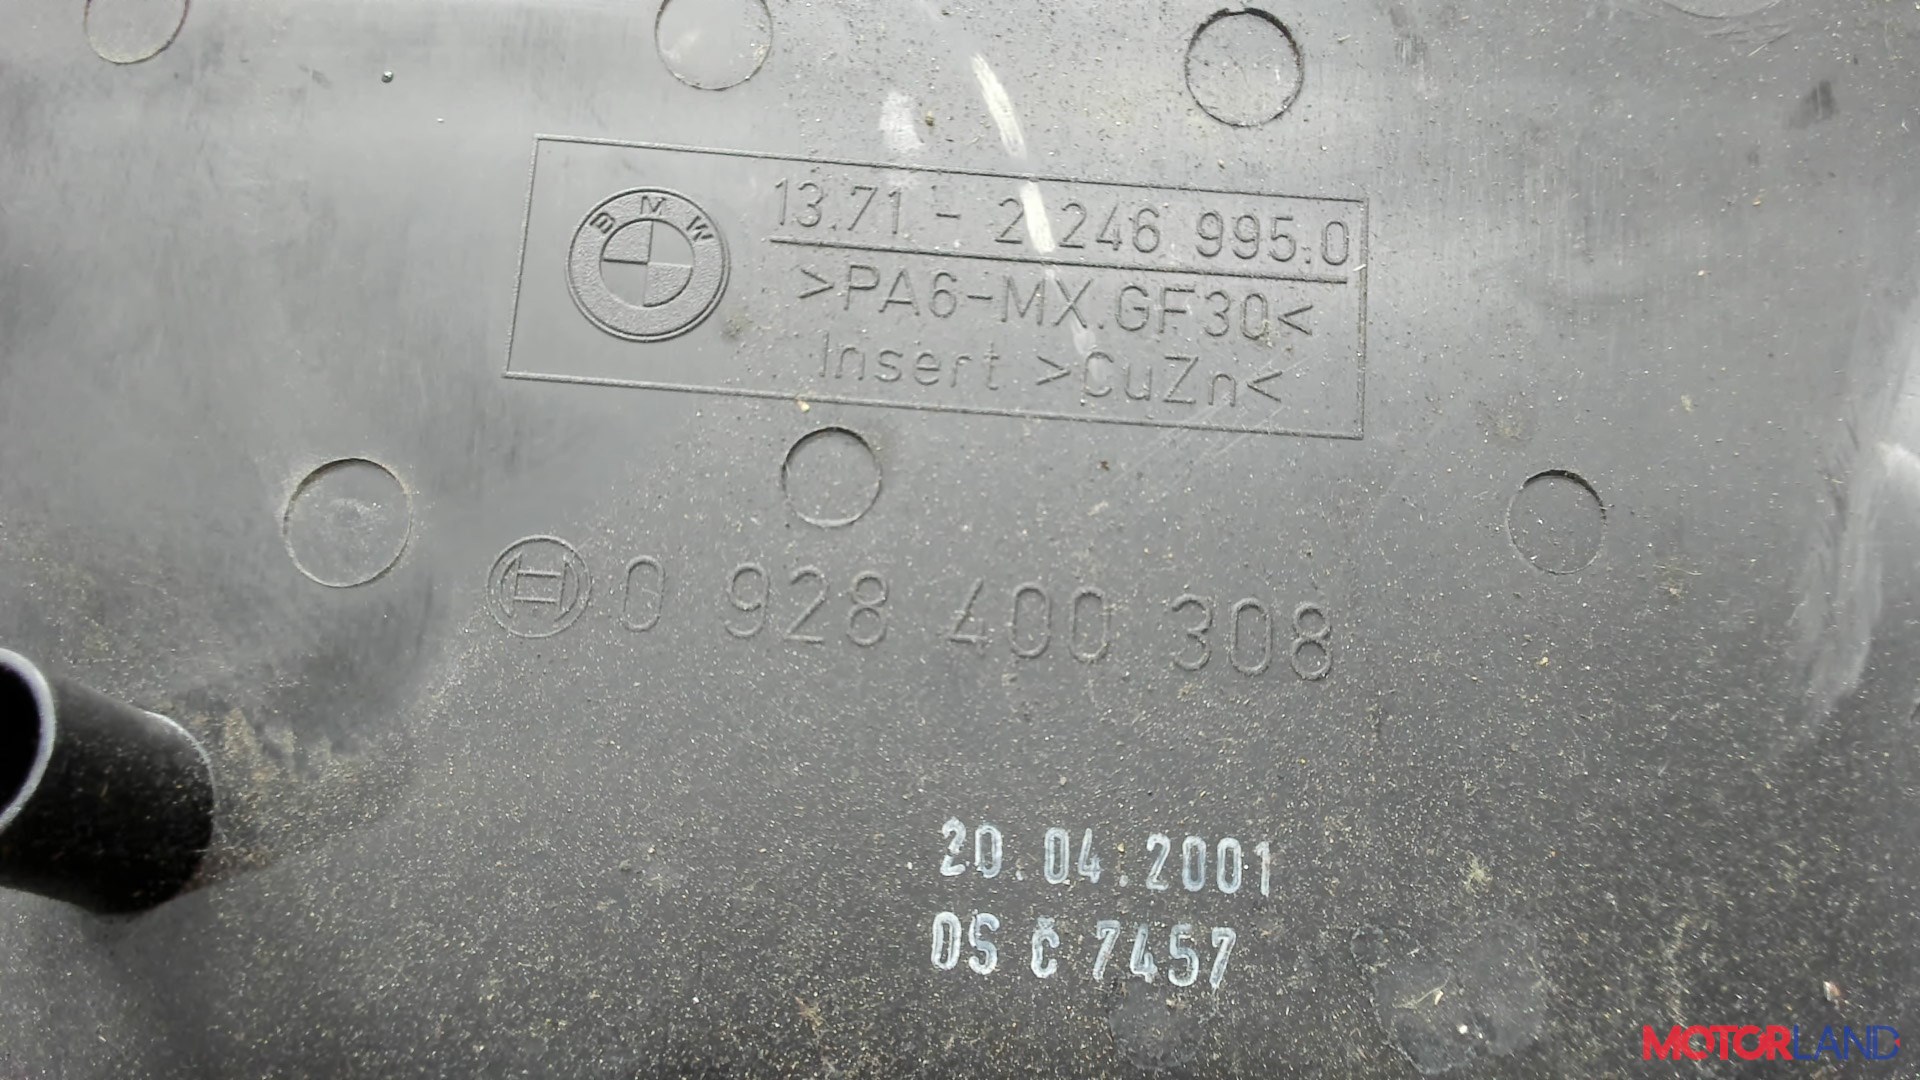 BMW
13.71 - 2 246 995.0
>PA6-MX.GF30<
Insert >CuZn<
0 928 400 308
20.04.2001
0S Č 7457
MOTORLAND